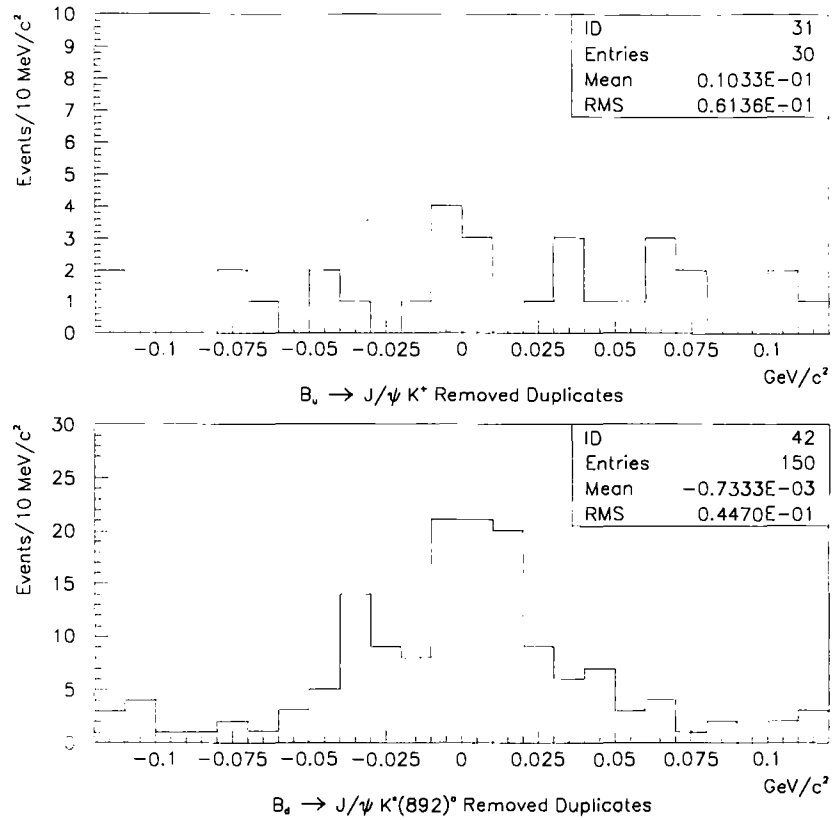 Events/10 MeV/c²
10
9
8
7
6
5
4
3
2
1
0
ID 31
Entries 30
Mean 0.1033E−01
RMS 0.6136E−01
−0.1 −0.075 −0.05 −0.025 0 0.025 0.05 0.075 0.1
GeV/c²
Bᵤ → J/ψ K⁺ Removed Duplicates
Events/10 MeV/c²
30
25
20
15
10
5
0
ID 42
Entries 150
Mean −0.7333E−03
RMS 0.4470E−01
−0.1 −0.075 −0.05 −0.025 0 0.025 0.05 0.075 0.1
GeV/c²
B_d → J/ψ K*(892)⁰ Removed Duplicates